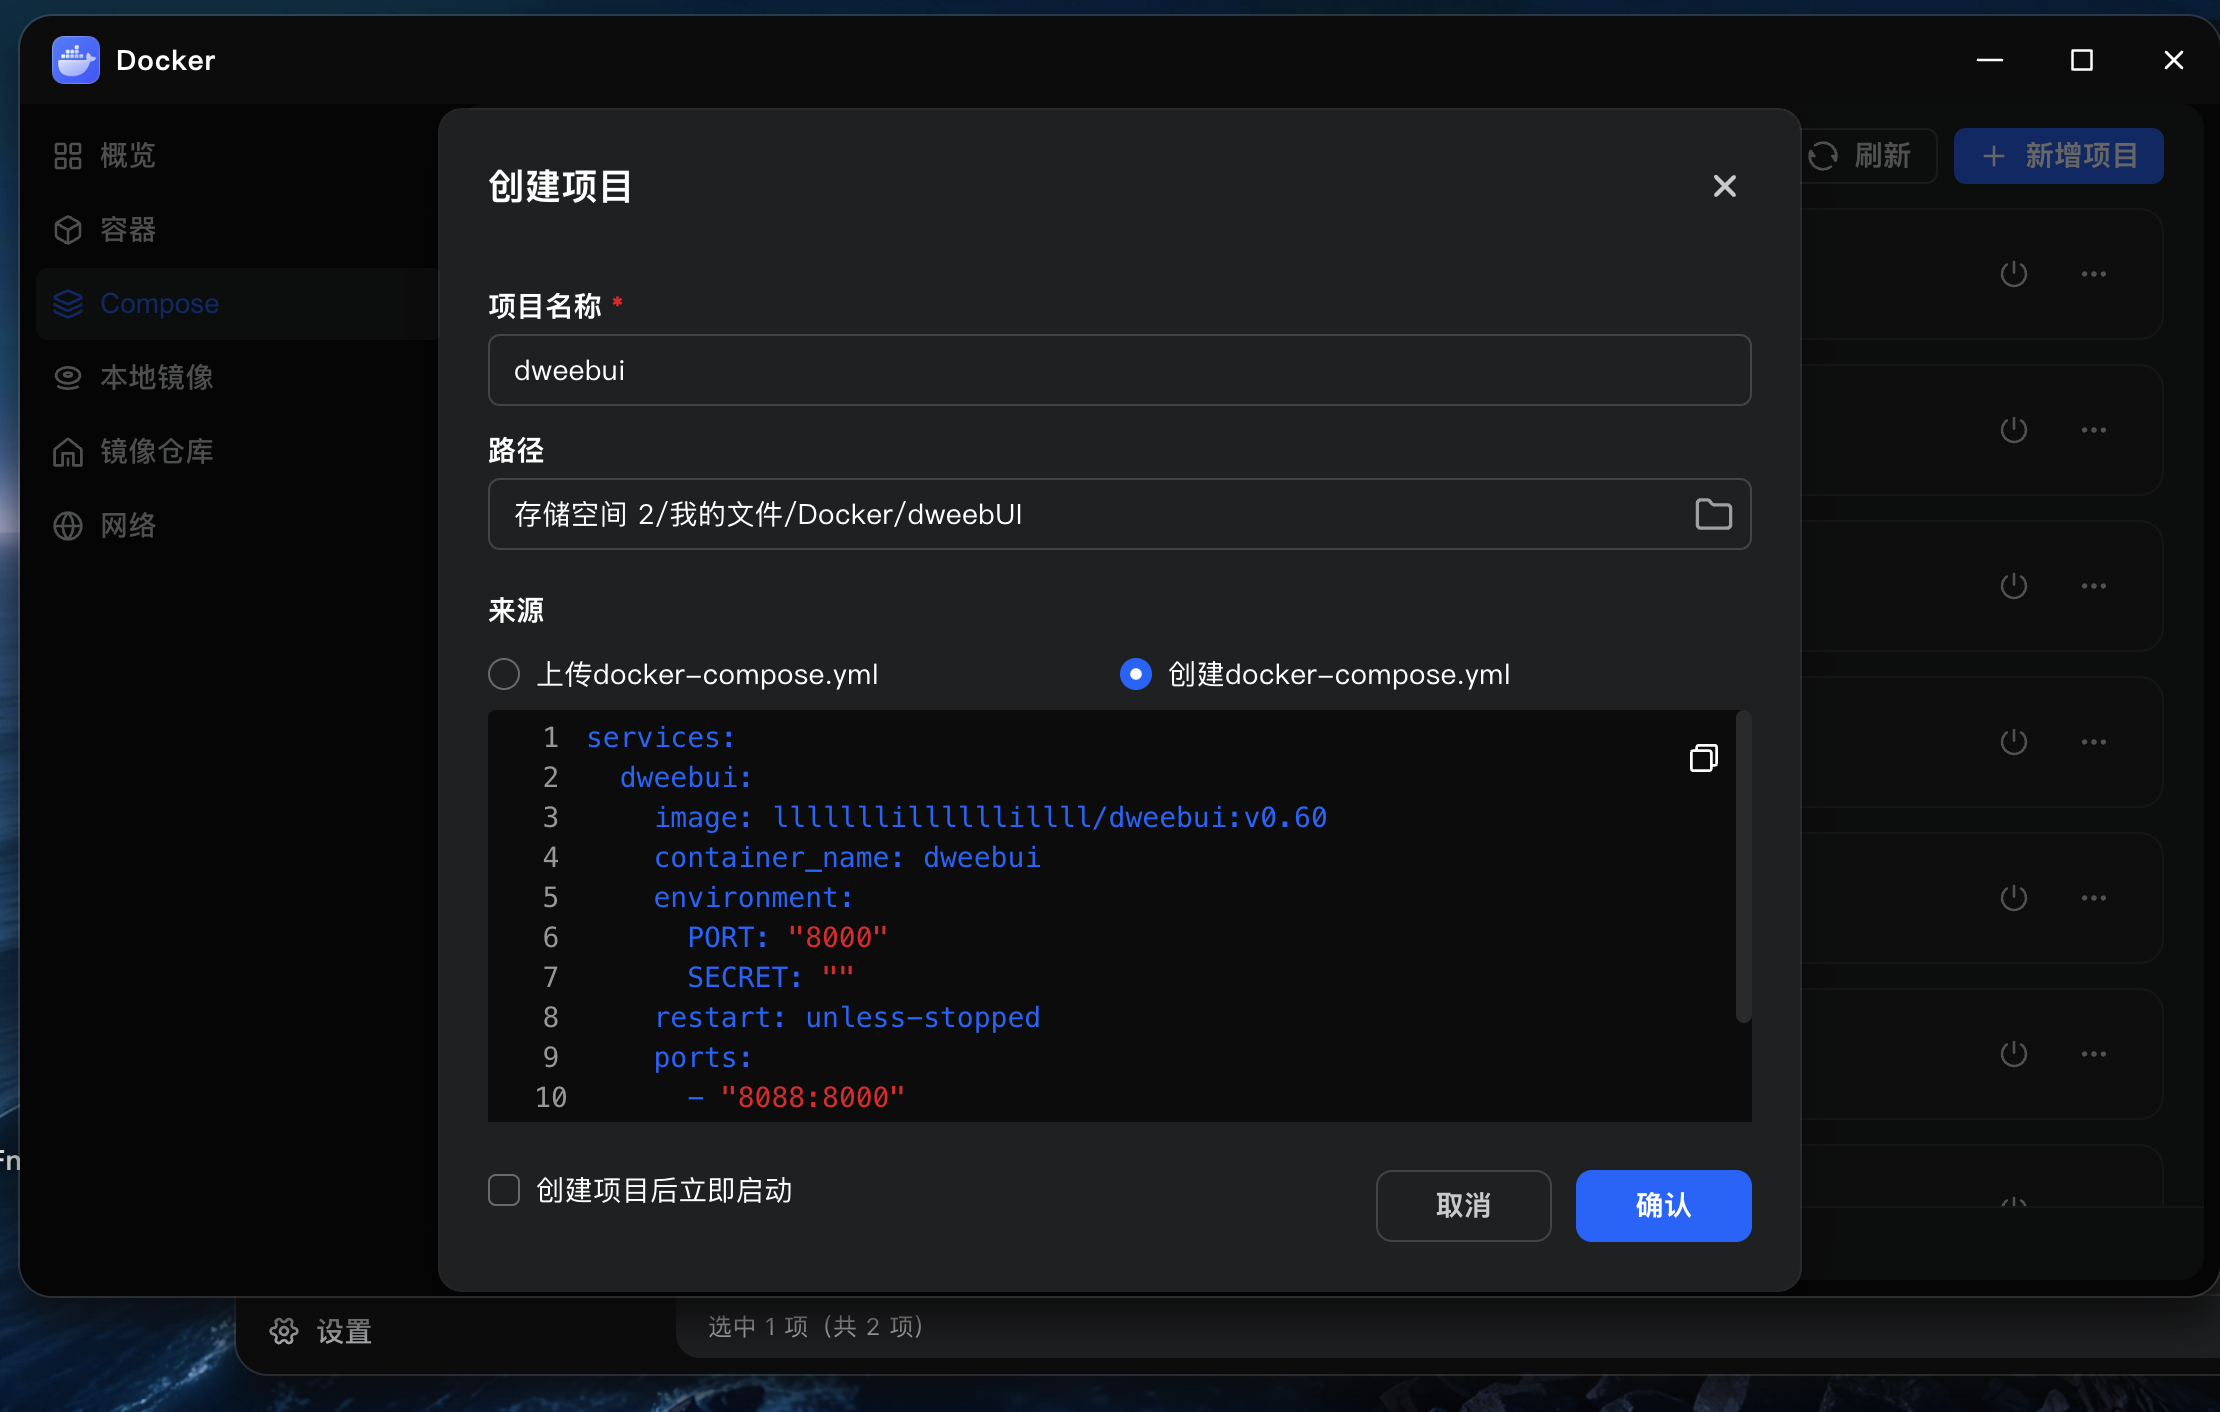 Docker
概览
容器
Compose
本地镜像
镜像仓库
网络
刷新
新增项目
创建项目
项目名称 *
dweebui
路径
存储空间 2/我的文件/Docker/dweebUI
来源
上传docker-compose.yml
创建docker-compose.yml
1 services:
2 dweebui:
3 image: lllllllillllllillll/dweebui:v0.60
4 container_name: dweebui
5 environment:
6 PORT: "8000"
7 SECRET: ""
8 restart: unless-stopped
9 ports:
10 - "8088:8000"
创建项目后立即启动
取消
确认
Fn
设置
选中 1 项（共 2 项）